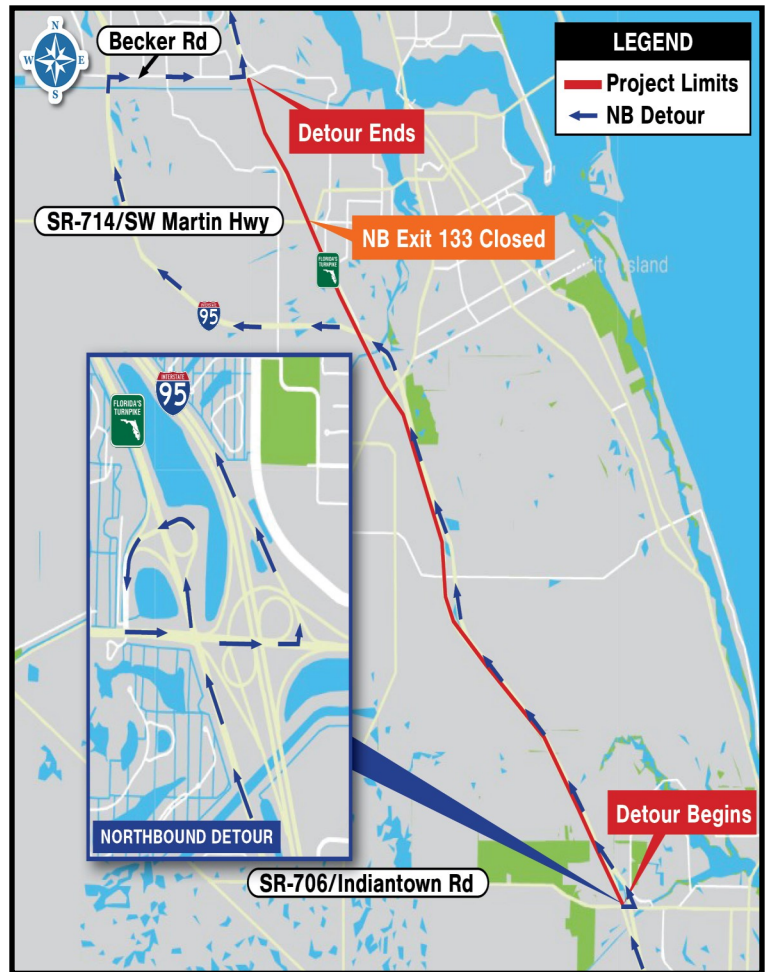 N
W
E
S
Becker Rd
LEGEND
Project Limits
NB Detour
Detour Ends
SR-714/SW Martin Hwy
NB Exit 133 Closed
FLORIDA'S
TURNPIKE
95
INTERSTATE
95
FLORIDA'S
TURNPIKE
NORTHBOUND DETOUR
Detour Begins
SR-706/Indiantown Rd